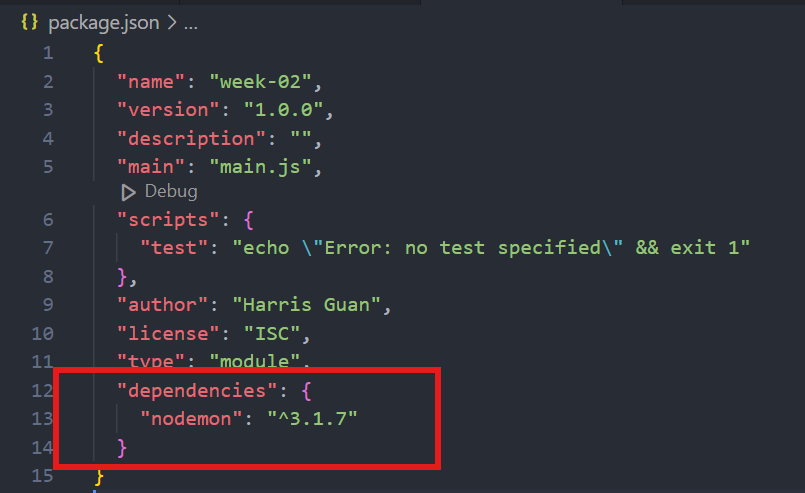 {} package.json > ...
1 {
2 "name": "week-02",
3 "version": "1.0.0",
4 "description": "",
5 "main": "main.js",
Debug
6 "scripts": {
7 "test": "echo \"Error: no test specified\" && exit 1"
8 },
9 "author": "Harris Guan",
10 "license": "ISC",
11 "type": "module",
12 "dependencies": {
13 "nodemon": "^3.1.7"
14 }
15 }